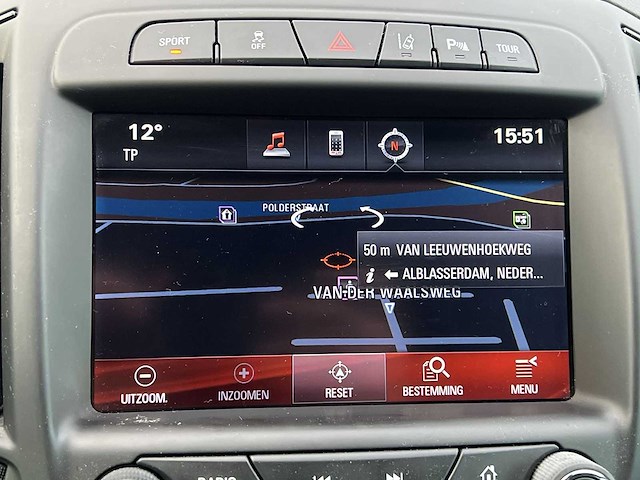 SPORT
OFF
TOUR
12°
N
15:51
TP
POLDERSTRAAT
50 m VAN LEEUWENHOEKWEG
i ← ALBLASSERDAM, NEDER...
VAN DER WAALSWEG
UITZOOM.
INZOOMEN
RESET
BESTEMMING
MENU
RADIO